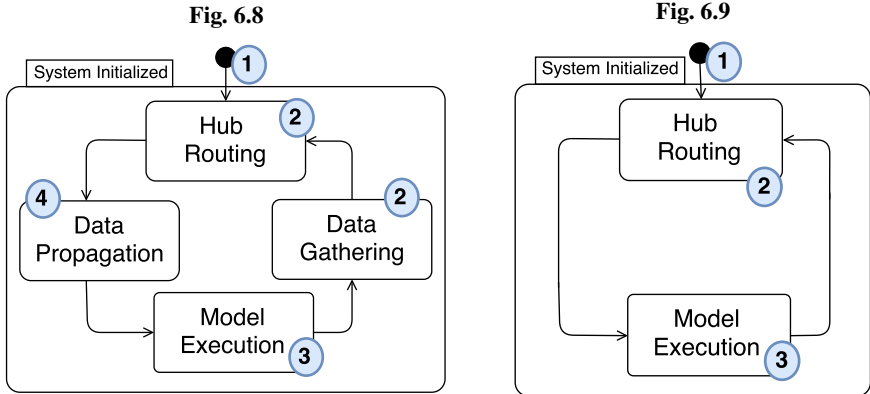 Fig. 6.8
System Initialized
1
Hub
Routing
2
4
Data
Propagation
2
Data
Gathering
Model
Execution
3
Fig. 6.9
System Initialized
1
Hub
Routing
2
Model
Execution
3